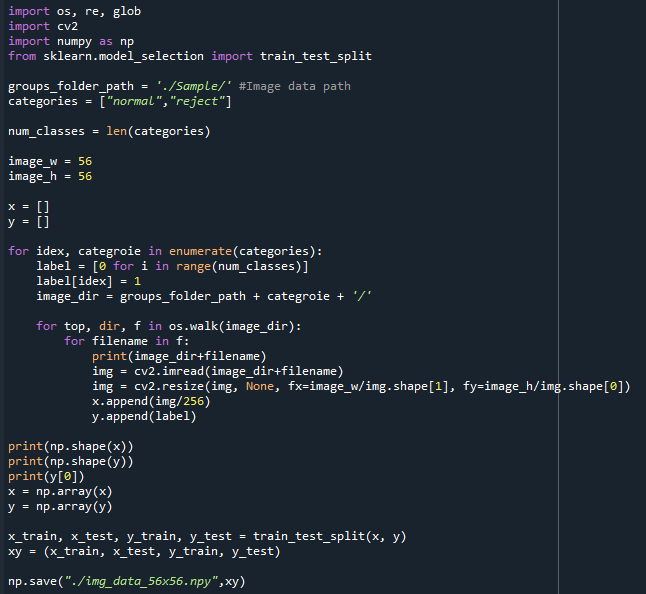 import os, re, glob
import cv2
import numpy as np
from sklearn.model_selection import train_test_split
groups_folder_path = './Sample/' #Image data path
categories = ["normal","reject"]
num_classes = len(categories)
image_w = 56
image_h = 56
x = []
y = []
for idex, categroie in enumerate(categories):
    label = [0 for i in range(num_classes)]
    label[idex] = 1
    image_dir = groups_folder_path + categroie + '/'
    for top, dir, f in os.walk(image_dir):
        for filename in f:
            print(image_dir+filename)
            img = cv2.imread(image_dir+filename)
            img = cv2.resize(img, None, fx=image_w/img.shape[1], fy=image_h/img.shape[0])
            x.append(img/256)
            y.append(label)
print(np.shape(x))
print(np.shape(y))
print(y[0])
x = np.array(x)
y = np.array(y)
x_train, x_test, y_train, y_test = train_test_split(x, y)
xy = (x_train, x_test, y_train, y_test)
np.save("./img_data_56x56.npy",xy)